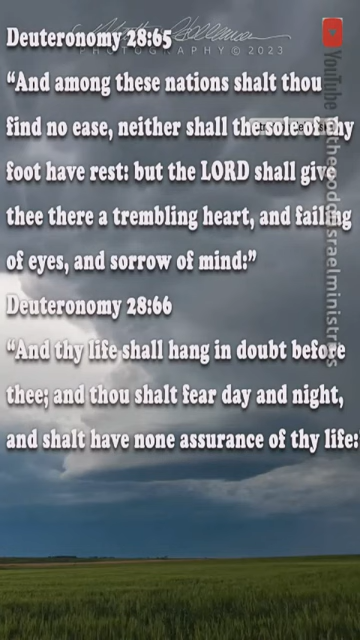 Deuteronomy 28:65
PHOTOGRAPHY © 2023
“And among these nations shalt thou
find no ease, neither shall the sole of thy
foot have rest: but the LORD shall give
thee there a trembling heart, and failing
of eyes, and sorrow of mind:”
Deuteronomy 28:66
“And thy life shall hang in doubt before
thee; and thou shalt fear day and night,
and shalt have none assurance of thy life:
YouTube